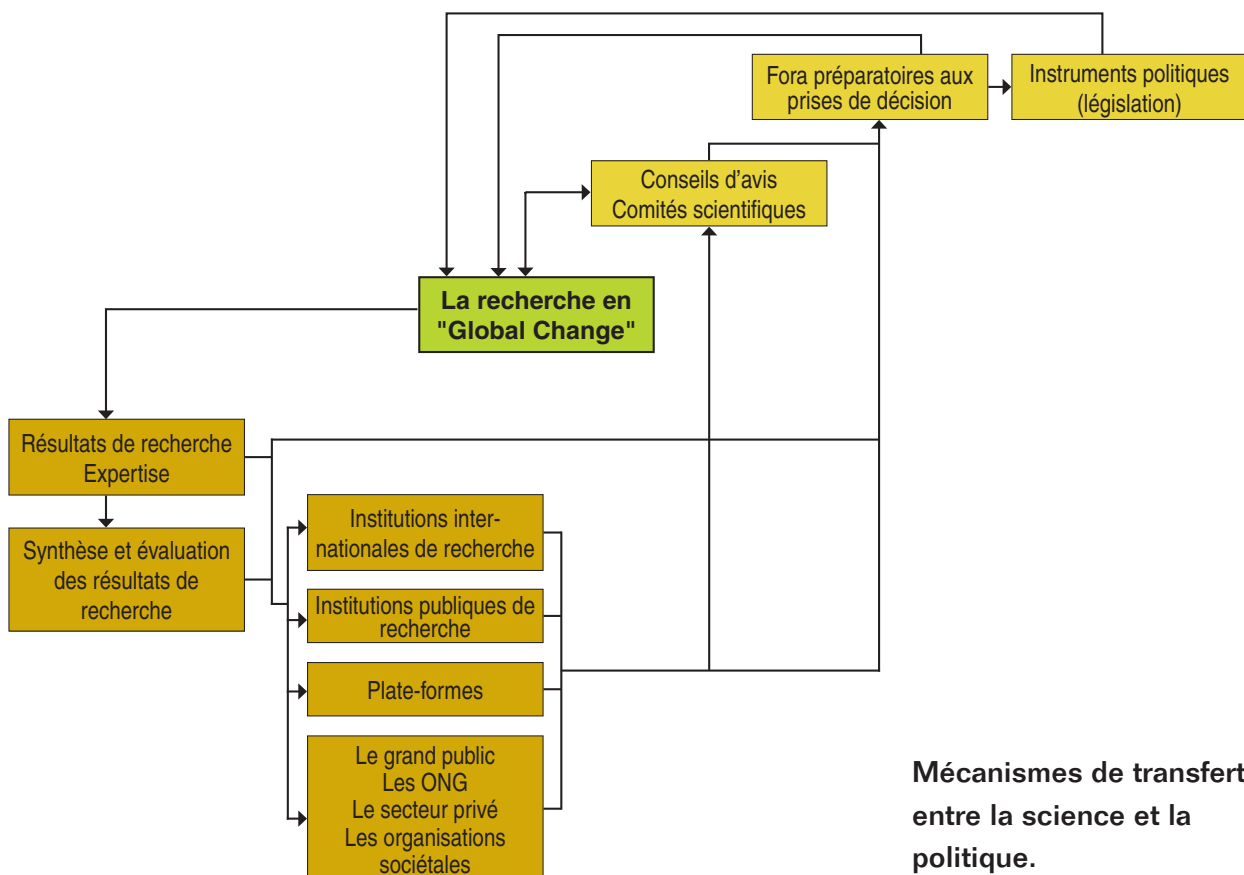 Fora préparatoires aux
prises de décision
Instruments politiques
(législation)
Conseils d'avis
Comités scientifiques
La recherche en
"Global Change"
Résultats de recherche
Expertise
Synthèse et évaluation
des résultats de
recherche
Institutions inter-
nationales de recherche
Institutions publiques de
recherche
Plate-formes
Le grand public
Les ONG
Le secteur privé
Les organisations
sociétales
Mécanismes de transfert
entre la science et la
politique.